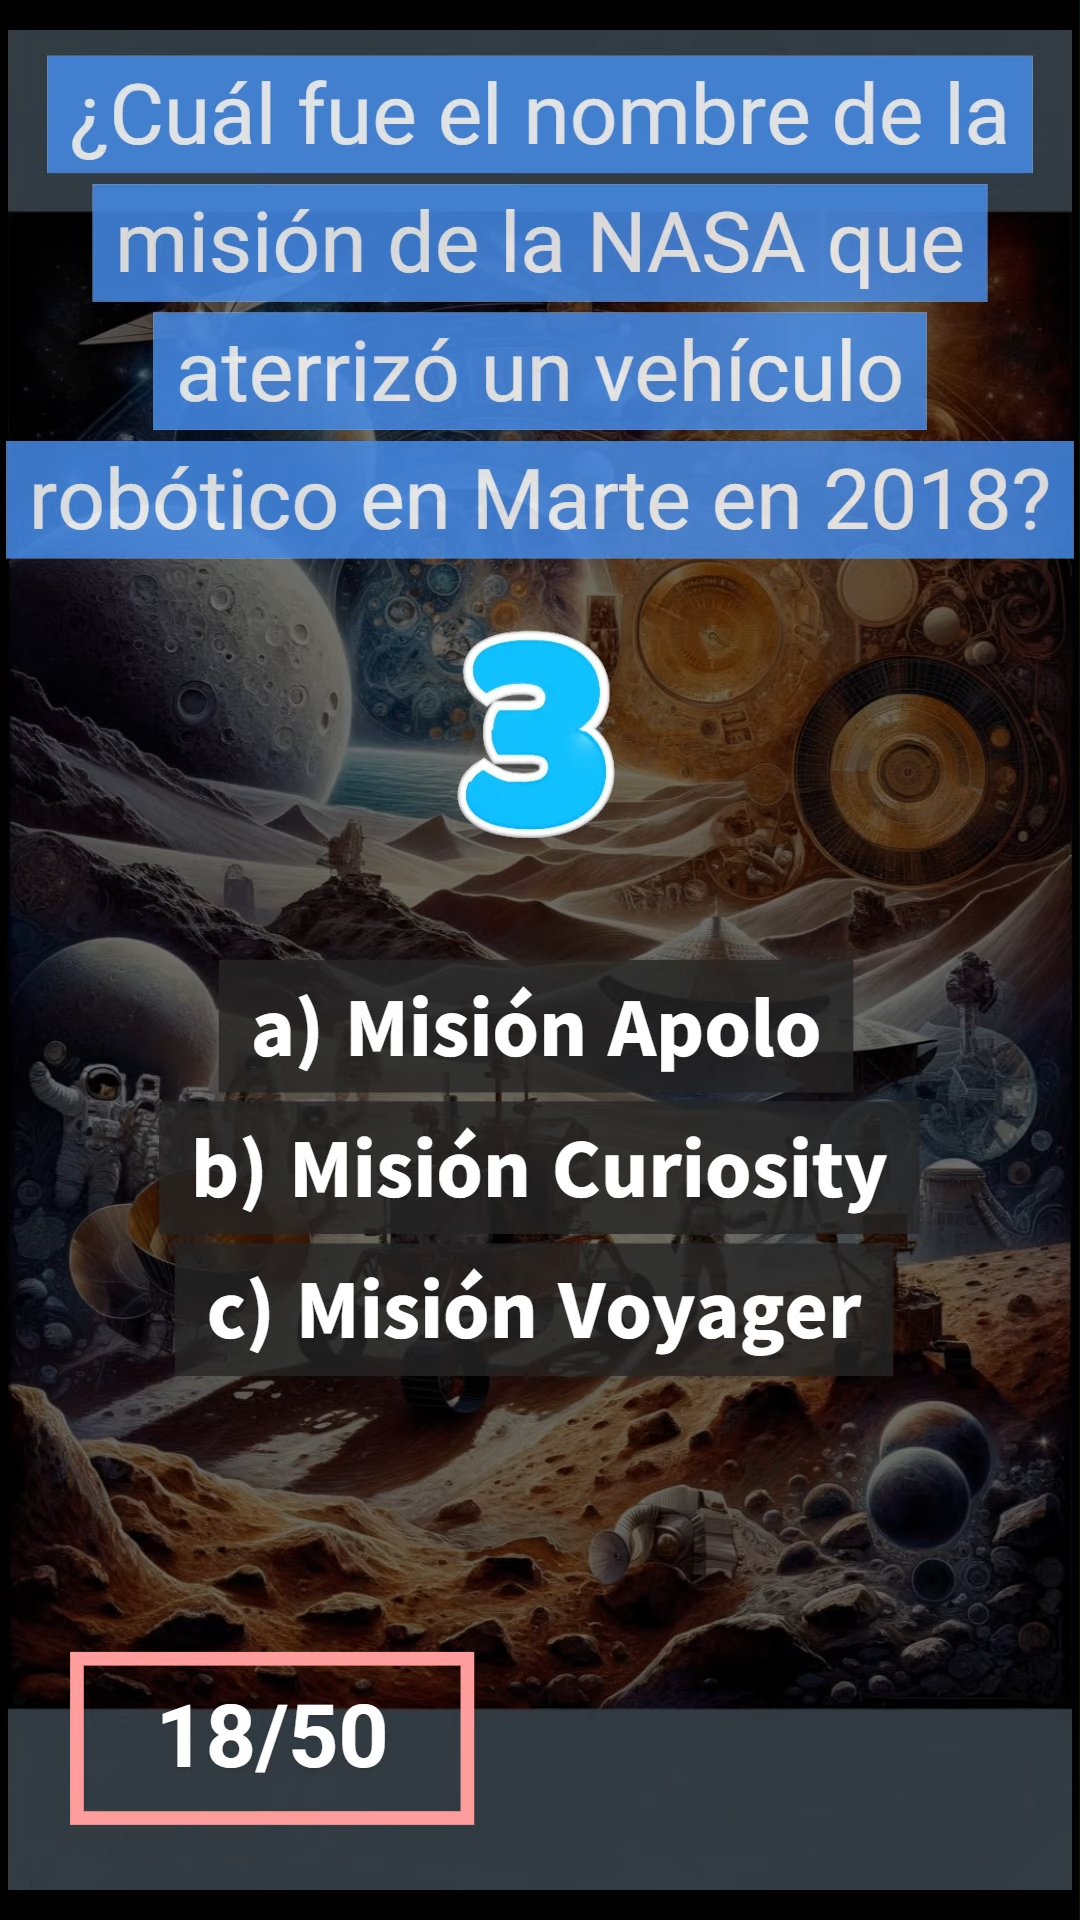 ¿Cuál fue el nombre de la
misión de la NASA que
aterrizó un vehículo
robótico en Marte en 2018?
3
a) Misión Apolo
b) Misión Curiosity
c) Misión Voyager
18/50